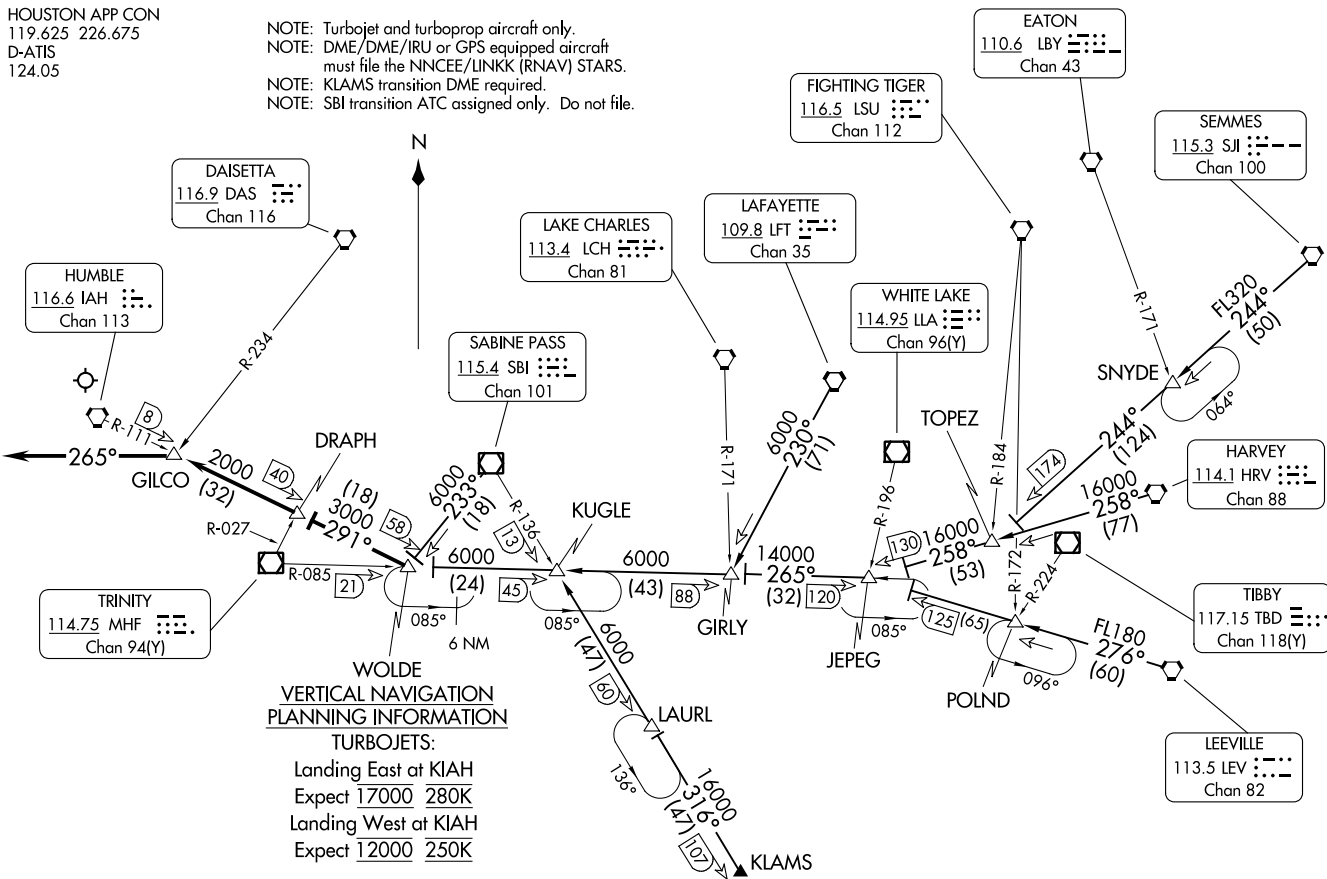 HOUSTON APP CON
119.625 226.675
D-ATIS
124.05
NOTE: Turbojet and turboprop aircraft only.
NOTE: DME/DME/IRU or GPS equipped aircraft
must file the NNCEE/LINKK (RNAV) STARS.
NOTE: KLAMS transition DME required.
NOTE: SBI transition ATC assigned only. Do not file.
EATON
110.6 LBY
Chan 43
FIGHTING TIGER
116.5 LSU
Chan 112
SEMMES
115.3 SJI
Chan 100
N
DAISETTA
116.9 DAS
Chan 116
LAKE CHARLES
113.4 LCH
Chan 81
LAFAYETTE
109.8 LFT
Chan 35
HUMBLE
116.6 IAH
Chan 113
WHITE LAKE
114.95 LLA
Chan 96(Y)
SABINE PASS
115.4 SBI
Chan 101
R-234
R-171
FL320
244°
(50)
SNYDE
064°
TOPEZ
244°
(124)
174
R-184
HARVEY
114.1 HRV
Chan 88
16000
258°
(77)
8
R-111
265°
GILCO
2000
(32)
40
DRAPH
(18)
3000
291°
58
6000
233°
(18)
R-136
13
KUGLE
R-171
6000
230°
(71)
R-196
130
16000
258°
(53)
R-172
R-224
R-027
R-085
21
6000
(24)
45
6000
(43)
88
14000
265°
(32)
120
125
(65)
TRINITY
114.75 MHF
Chan 94(Y)
085°
6 NM
085°
GIRLY
085°
JEPEG
POLND
096°
FL180
276°
(60)
TIBBY
117.15 TBD
Chan 118(Y)
WOLDE
6000
(47)
60
LAURL
136°
16000
316°
(47)
107
KLAMS
LEEVILLE
113.5 LEV
Chan 82
VERTICAL NAVIGATION
PLANNING INFORMATION
TURBOJETS:
Landing East at KIAH
Expect 17000 280K
Landing West at KIAH
Expect 12000 250K